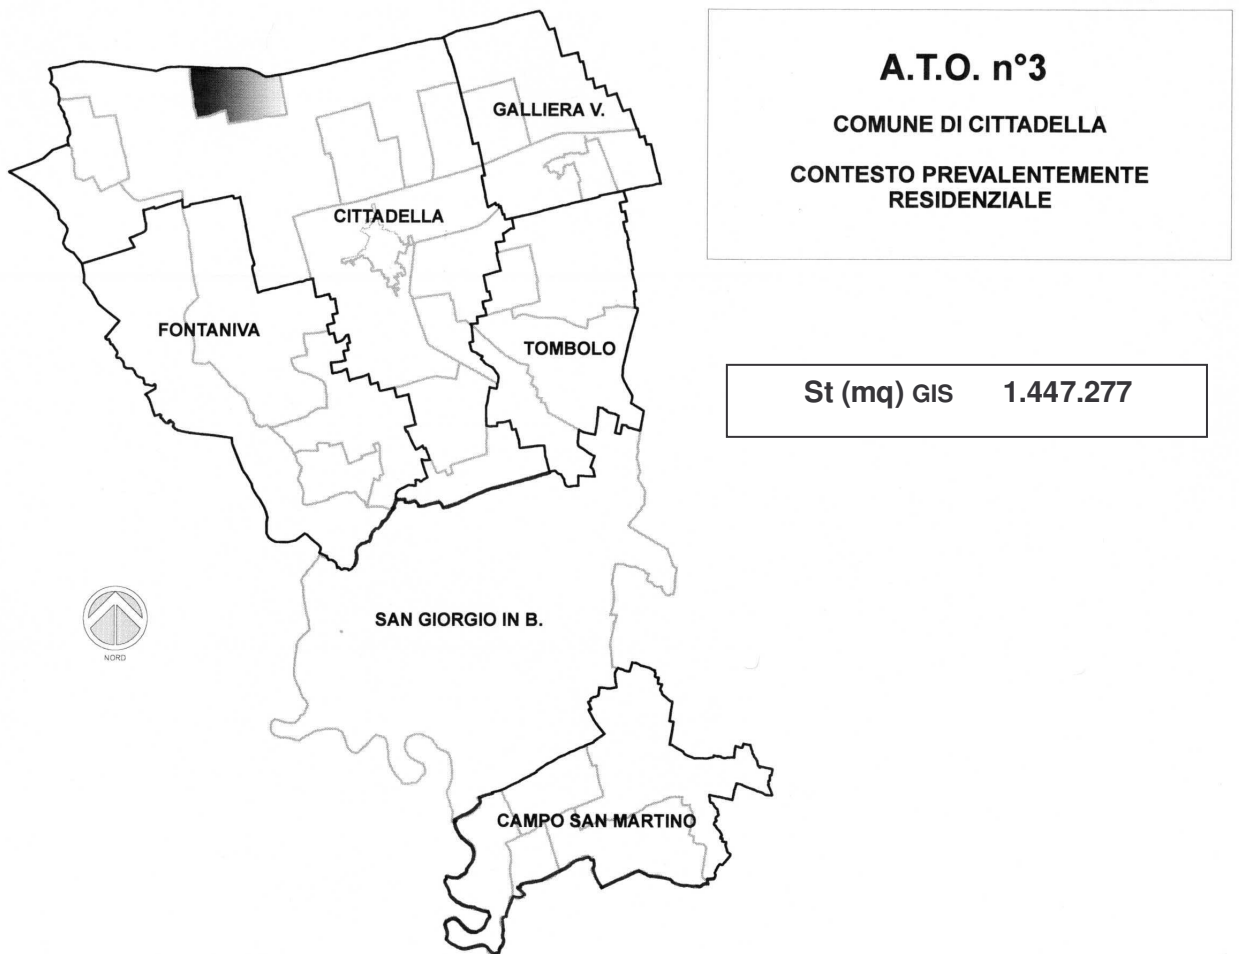 A.T.O. n°3
COMUNE DI CITTADELLA
CONTESTO PREVALENTEMENTE
RESIDENZIALE
GALLIERA V.
CITTADELLA
FONTANIVA
TOMBOLO
St (mq) GIS 1.447.277
SAN GIORGIO IN B.
NORD
CAMPO SAN MARTINO